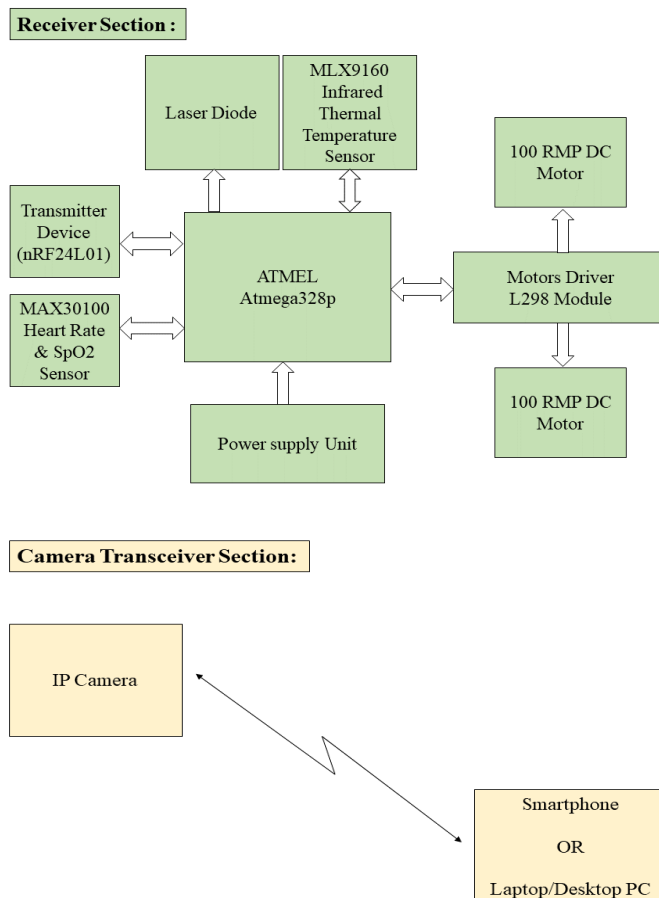 Receiver Section :
Laser Diode
MLX9160
Infrared
Thermal
Temperature
Sensor
100 RMP DC
Motor
Transmitter
Device
(nRF24L01)
ATMEL
Atmega328p
Motors Driver
L298 Module
MAX30100
Heart Rate
& SpO2
Sensor
100 RMP DC
Motor
Power supply Unit
Camera Transceiver Section:
IP Camera
Smartphone
OR
Laptop/Desktop PC